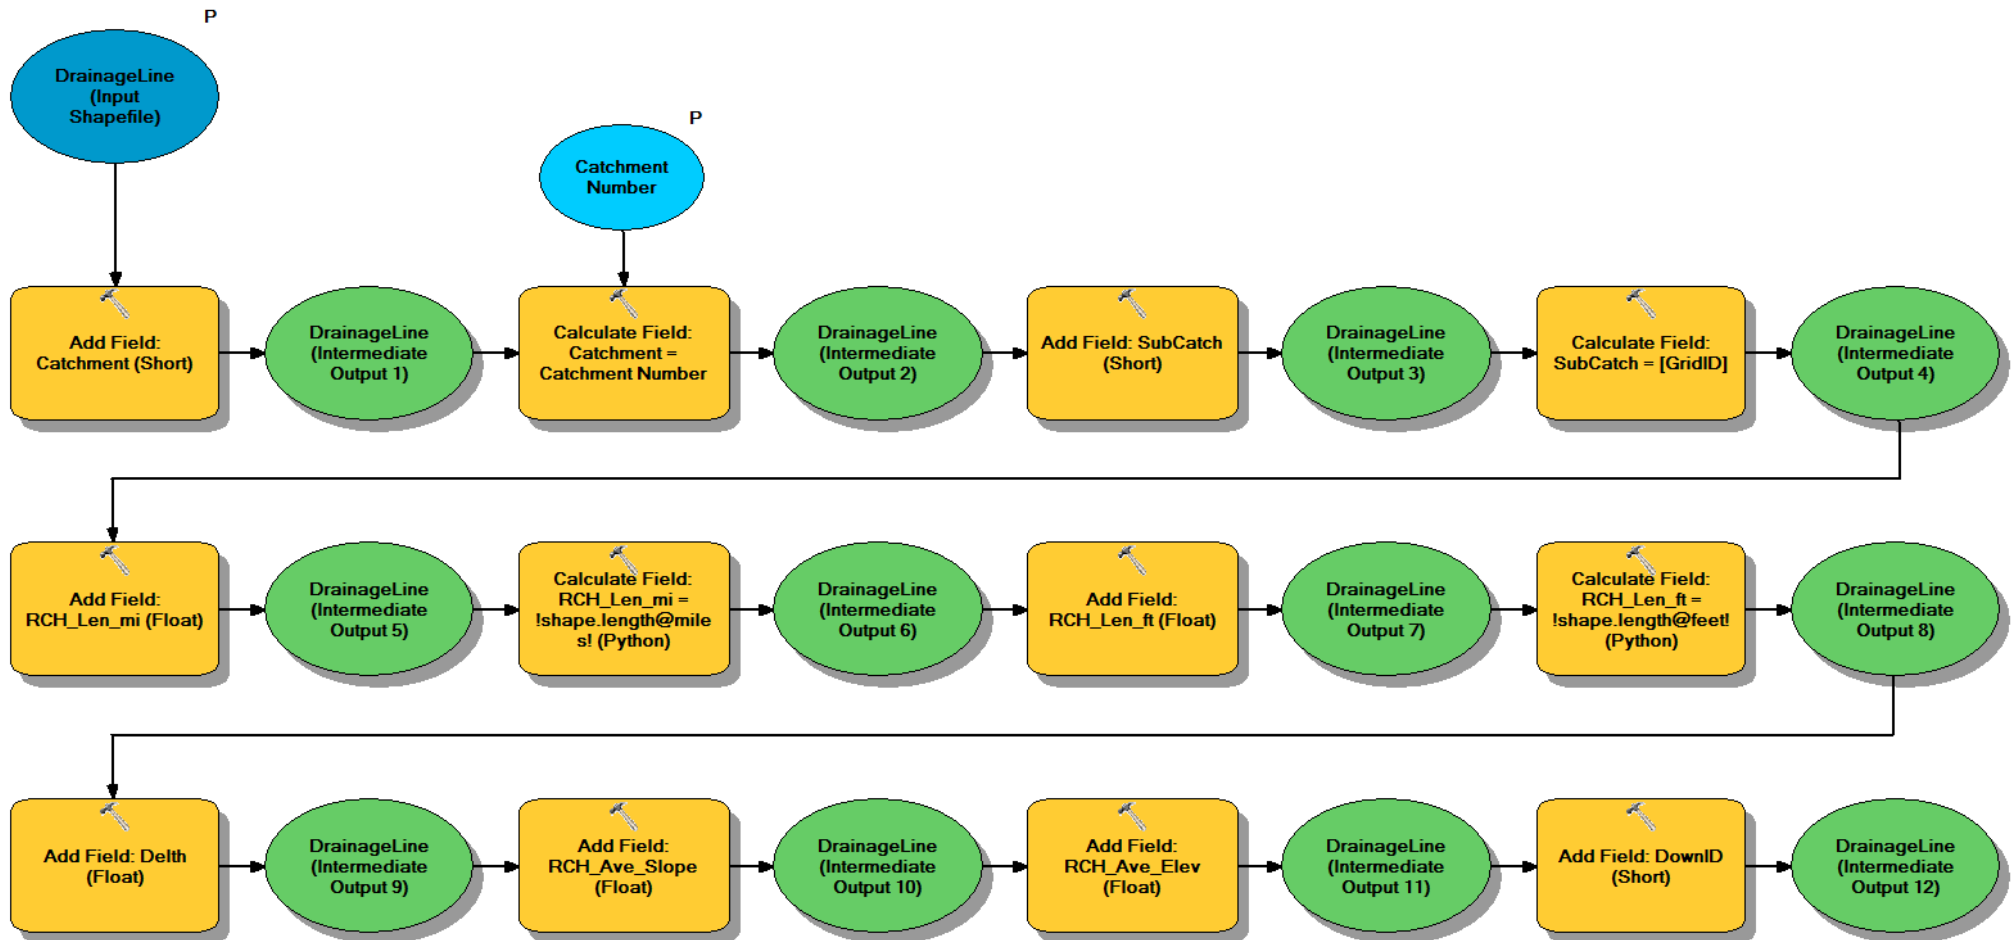 P
DrainageLine
(Input
Shapefile)
P
Catchment
Number
Add Field:
Catchment (Short)
DrainageLine
(Intermediate
Output 1)
Calculate Field:
Catchment =
Catchment Number
DrainageLine
(Intermediate
Output 2)
Add Field: SubCatch
(Short)
DrainageLine
(Intermediate
Output 3)
Calculate Field:
SubCatch = [GridID]
DrainageLine
(Intermediate
Output 4)
Add Field:
RCH_Len_mi (Float)
DrainageLine
(Intermediate
Output 5)
Calculate Field:
RCH_Len_mi =
!shape.length@mile
s! (Python)
DrainageLine
(Intermediate
Output 6)
Add Field:
RCH_Len_ft (Float)
DrainageLine
(Intermediate
Output 7)
Calculate Field:
RCH_Len_ft =
!shape.length@feet!
(Python)
DrainageLine
(Intermediate
Output 8)
Add Field: Delth
(Float)
DrainageLine
(Intermediate
Output 9)
Add Field:
RCH_Ave_Slope
(Float)
DrainageLine
(Intermediate
Output 10)
Add Field:
RCH_Ave_Elev
(Float)
DrainageLine
(Intermediate
Output 11)
Add Field: DownID
(Short)
DrainageLine
(Intermediate
Output 12)